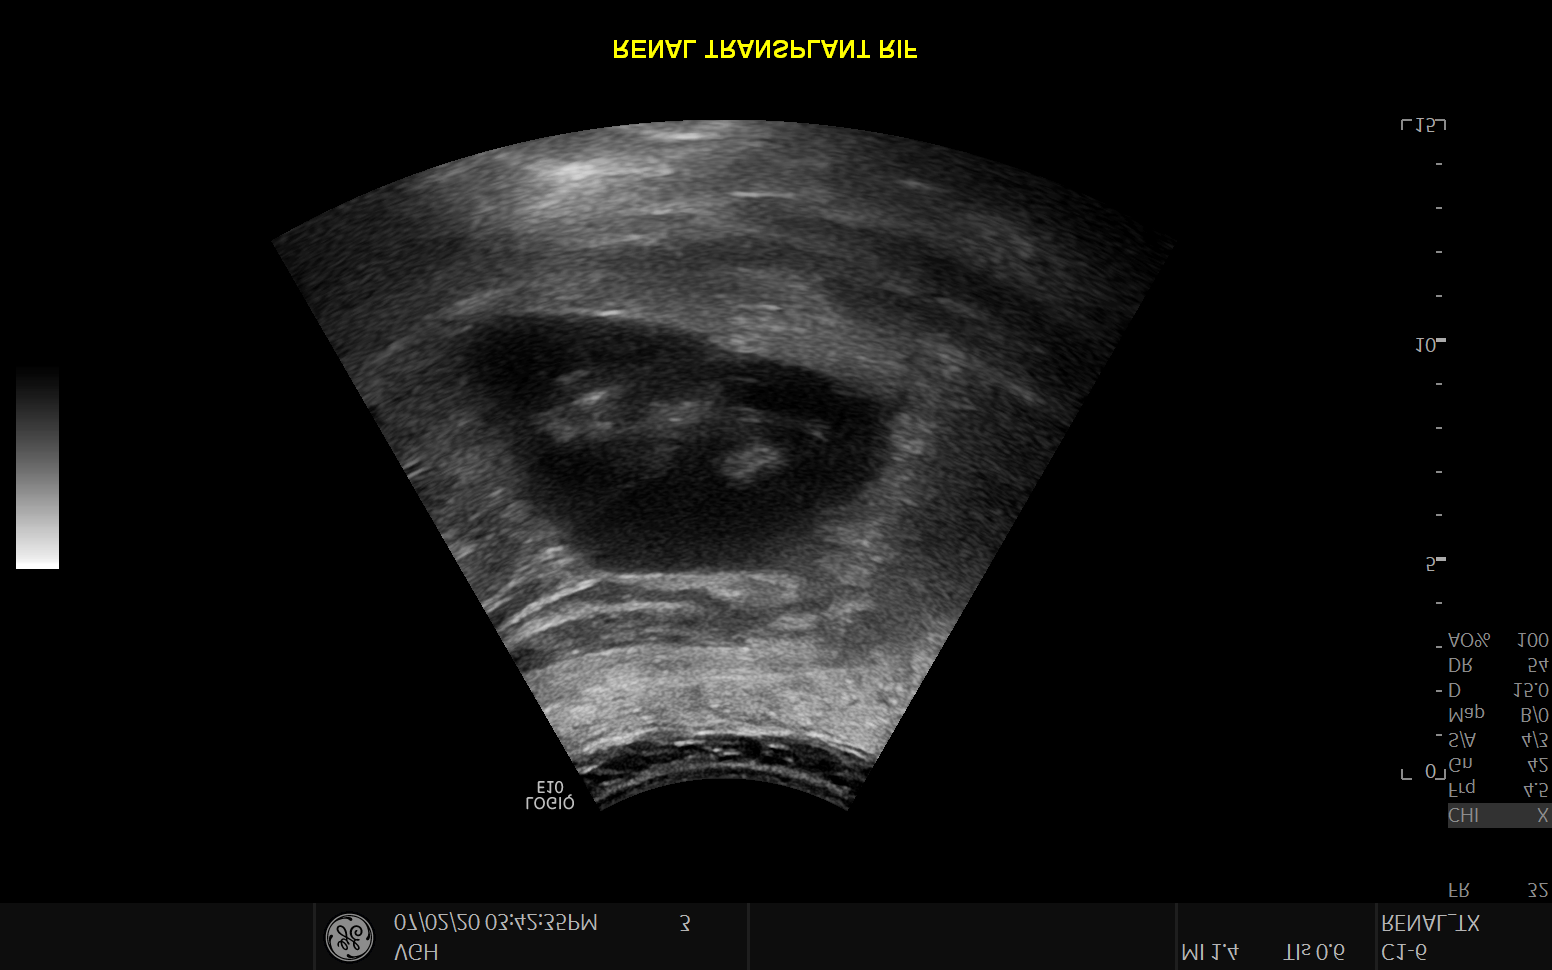 VGH
MI 1.4 TIs 0.6 C1-6
07/02/20 03:42:35PM 3
RENAL_TX
FR 32
CHI X
Frq 4.5
Gn 42
S/A 4/3
Map B/0
D 15.0
DR 54
AO% 100
LOGIQ
E10
0
5
10
15
RENAL TRANSPLANT RIF